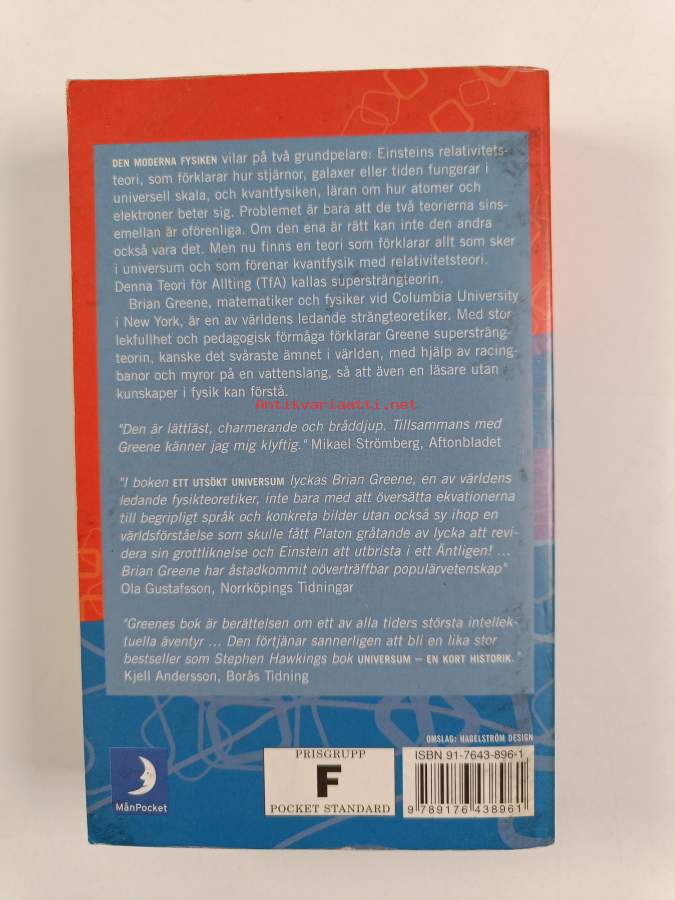 DEN MODERNA FYSIKEN vilar på två grundpelare: Einsteins relativitets-
teori, som förklarar hur stjärnor, galaxer eller tiden fungerar i
universell skala, och kvantfysiken, läran om hur atomer och
elektroner beter sig. Problemet är bara att de två teorierna sins-
emellan är oförenliga. Om den ena är rätt kan inte den andra
också vara det. Men nu finns en teori som förklarar allt som sker
i universum och som förenar kvantfysik med relativitetsteori.
Denna Teori för Allting (TfA) kallas supersträngteorin.
Brian Greene, matematiker och fysiker vid Columbia University
i New York, är en av världens ledande strängteoretiker. Med stor
lekfullhet och pedagogisk förmåga förklarar Greene supersträng-
teorin, kanske det svåraste ämnet i världen, med hjälp av racing-
banor och myror på en vattenslang, så att även en läsare utan
kunskaper i fysik kan förstå.
Antikvariaatti.net
"Den är lättläst, charmerande och bråddjup. Tillsammans med
Greene känner jag mig klyftig." Mikael Strömberg, Aftonbladet
"I boken ETT UTSÖKT UNIVERSUM lyckas Brian Greene, en av världens
ledande fysikteoretiker, inte bara med att översätta ekvationerna
till begripligt språk och konkreta bilder utan också sy ihop en
världsförståelse som skulle fått Platon gråtande av lycka att revi-
dera sin grottliknelse och Einstein att utbrista i ett Äntligen! ...
Brian Greene har åstadkommit oöverträffbar populärvetenskap"
Ola Gustafsson, Norrköpings Tidningar
"Greenes bok är berättelsen om ett av alla tiders största intellek-
tuella äventyr ... Den förtjänar sannerligen att bli en lika stor
bestseller som Stephen Hawkings bok UNIVERSUM – EN KORT HISTORIK."
Kjell Andersson, Borås Tidning
OMSLAG: HAGELSTRÖM DESIGN
MånPocket
PRISGRUPP
F
POCKET STANDARD
ISBN 91-7643-896-1
9 789176 438961